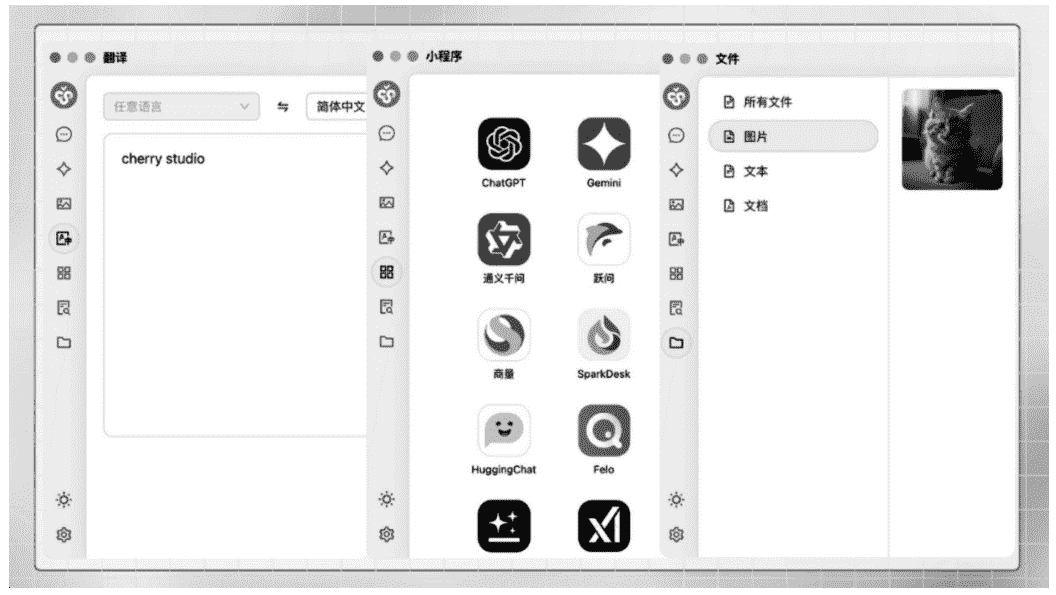 翻译
任意语言
简体中文
cherry studio
小程序
ChatGPT
Gemini
通义千问
跃问
商量
SparkDesk
HuggingChat
Felo
文件
所有文件
图片
文本
文档